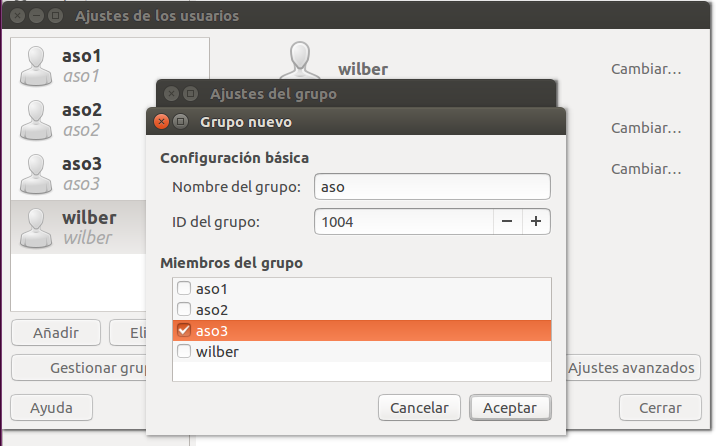 Ajustes de los usuarios
aso1
aso1
aso2
aso2
aso3
aso3
wilber
wilber
wilber
Cambiar...
Cambiar...
Cambiar...
Ajustes del grupo
Grupo nuevo
Configuración básica
Nombre del grupo: aso
ID del grupo: 1004
Miembros del grupo
aso1
aso2
aso3
wilber
Cancelar Aceptar
Añadir Eli
Gestionar grup Ajustes avanzados
Ayuda Cerrar